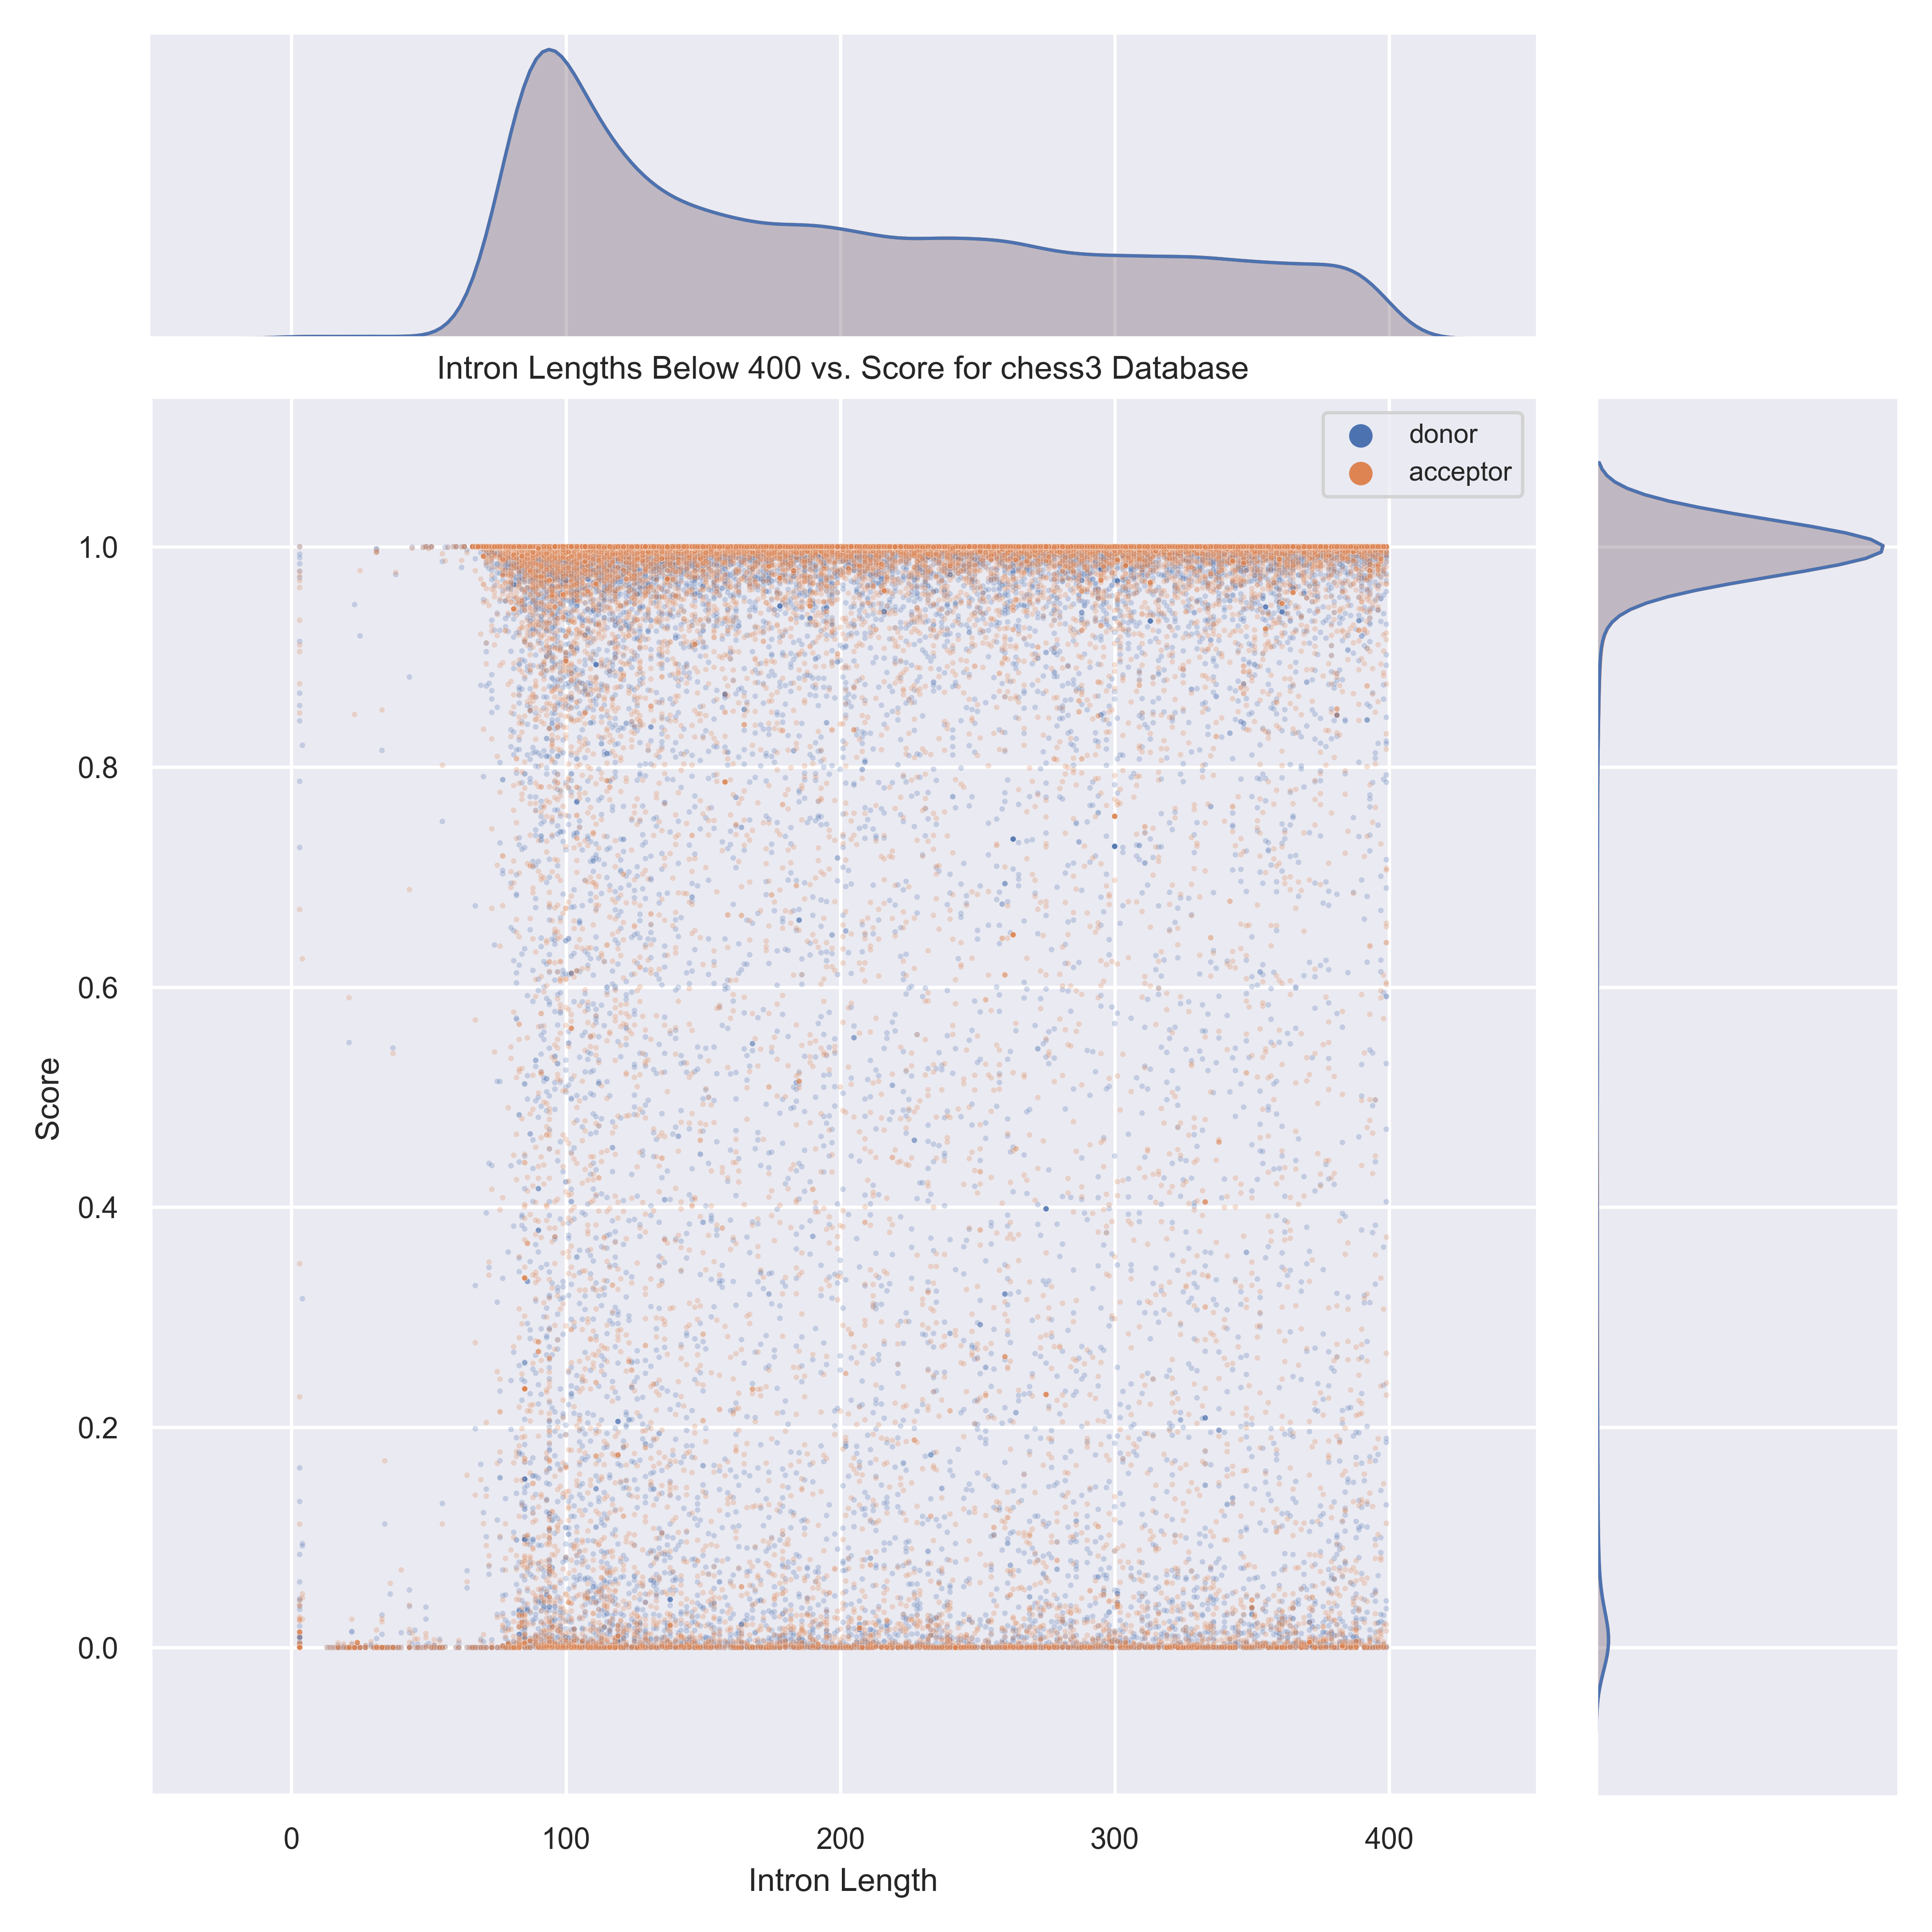 Intron Lengths Below 400 vs. Score for chess3 Database
donor
acceptor
1.0
0.8
0.6
0.4
0.2
0.0
Score
0 100 200 300 400
Intron Length